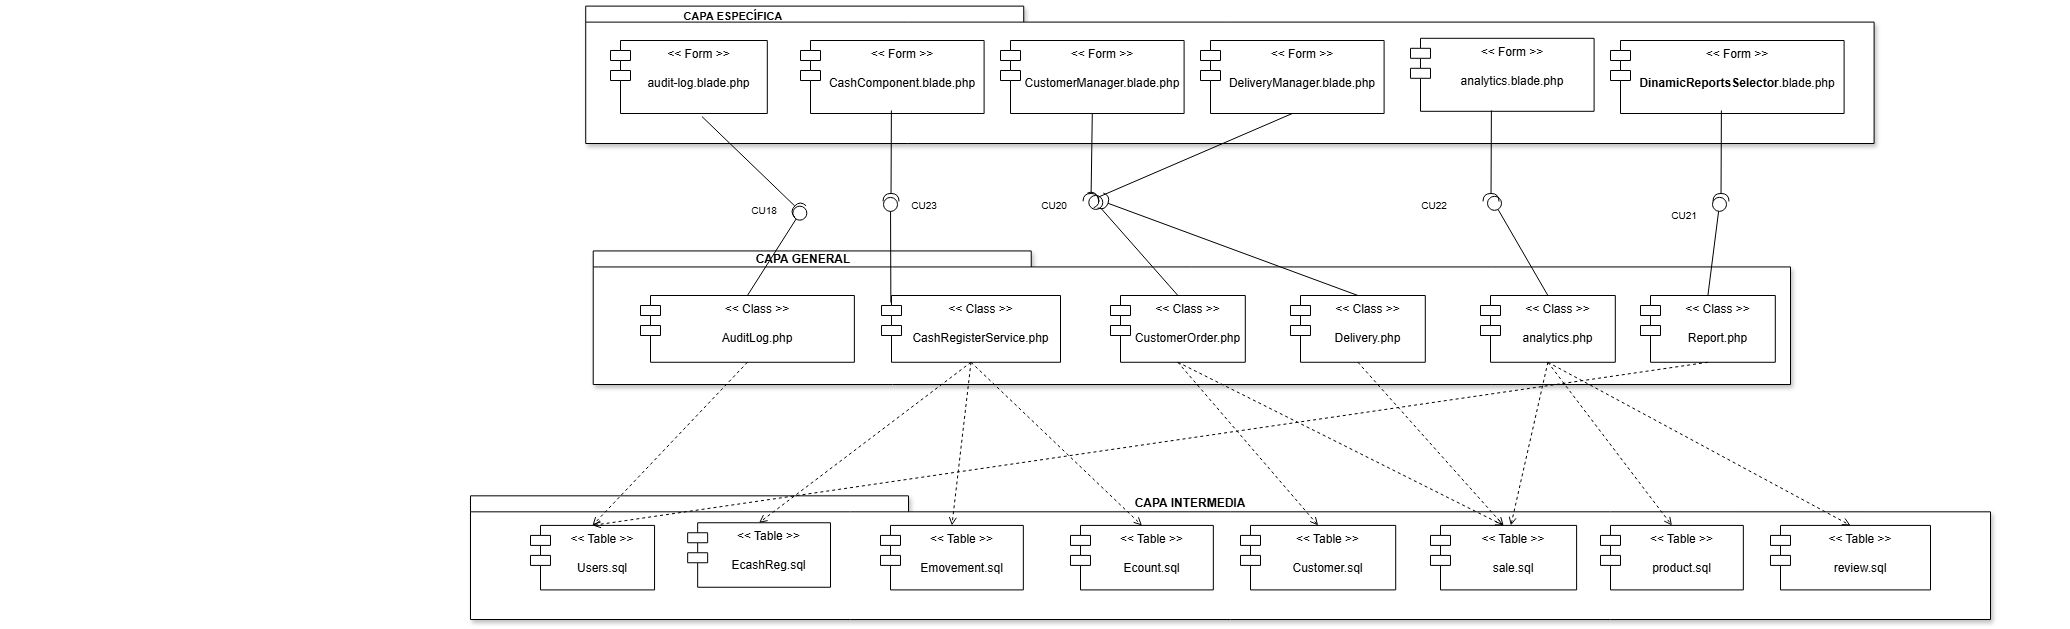 CAPA ESPECÍFICA
<< Form >>
audit-log.blade.php
<< Form >>
CashComponent.blade.php
<< Form >>
CustomerManager.blade.php
<< Form >>
DeliveryManager.blade.php
<< Form >>
analytics.blade.php
<< Form >>
DinamicReportsSelector.blade.php
CU18
CU23
CU20
CU22
CU21
CAPA GENERAL
<< Class >>
AuditLog.php
<< Class >>
CashRegisterService.php
<< Class >>
CustomerOrder.php
<< Class >>
Delivery.php
<< Class >>
analytics.php
<< Class >>
Report.php
CAPA INTERMEDIA
<< Table >>
Users.sql
<< Table >>
EcashReg.sql
<< Table >>
Emovement.sql
<< Table >>
Ecount.sql
<< Table >>
Customer.sql
<< Table >>
sale.sql
<< Table >>
product.sql
<< Table >>
review.sql